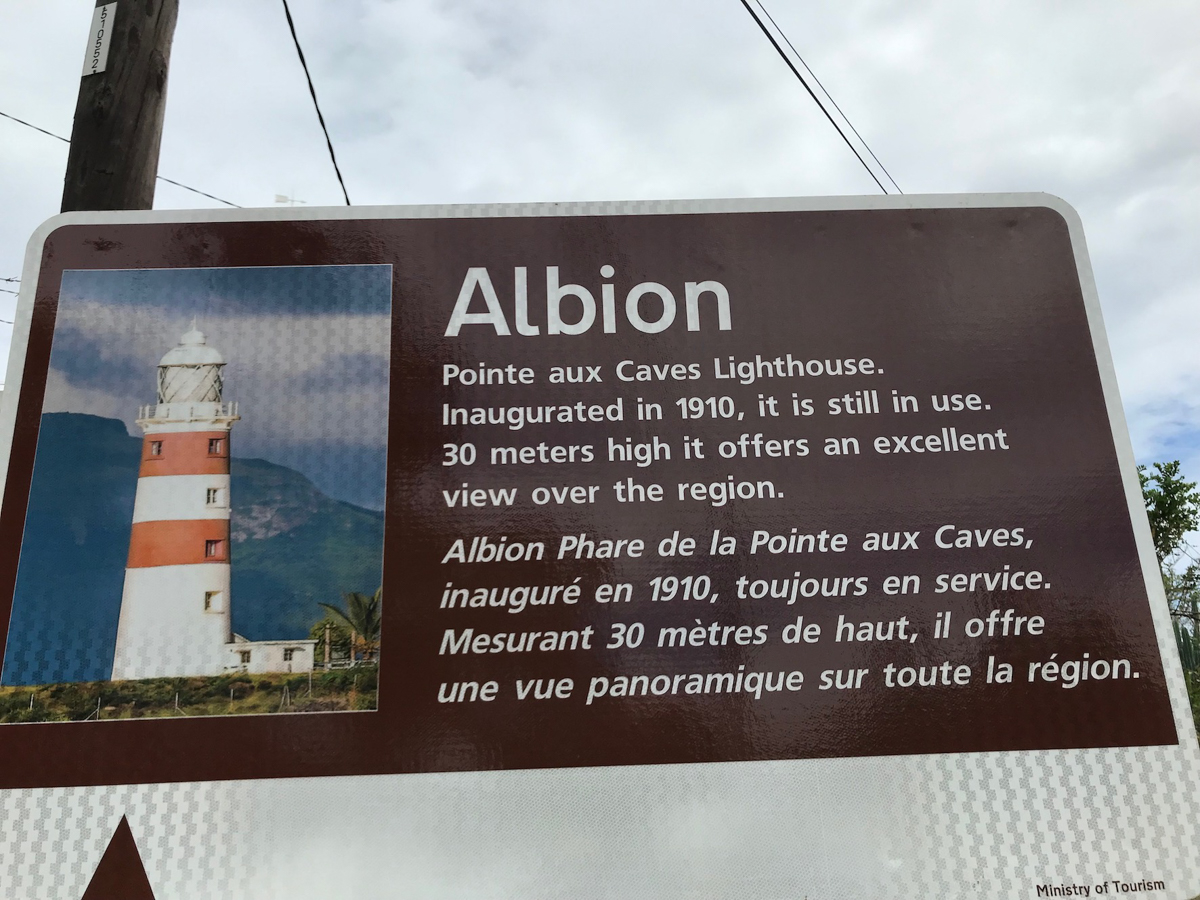 Albion
Pointe aux Caves Lighthouse.
Inaugurated in 1910, it is still in use.
30 meters high it offers an excellent
view over the region.
Albion Phare de la Pointe aux Caves,
inauguré en 1910, toujours en service.
Mesurant 30 mètres de haut, il offre
une vue panoramique sur toute la région.
Ministry of Tourism